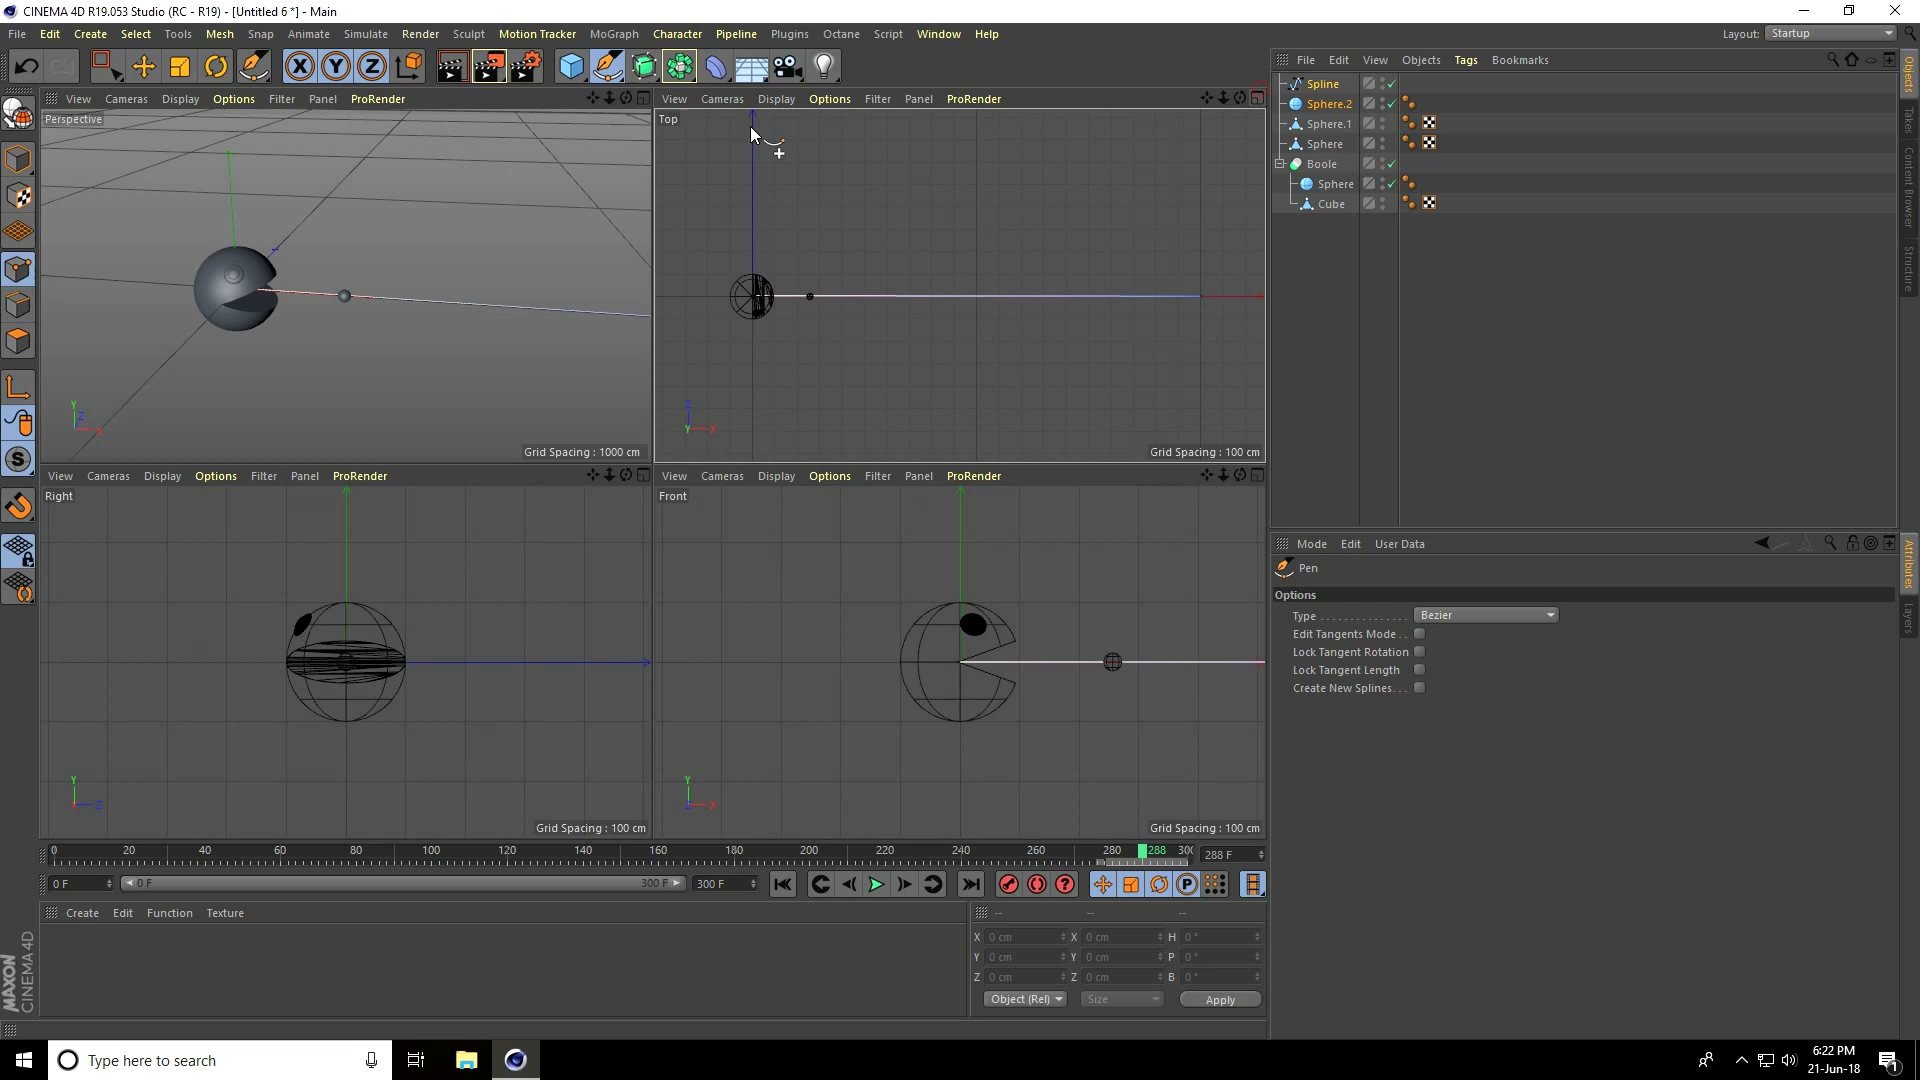 CINEMA 4D R19.053 Studio (RC - R19) - [Untitled 6 *] - Main
File Edit Create Select Tools Mesh Snap Animate Simulate Render Sculpt Motion Tracker MoGraph Character Pipeline Plugins Octane Script Window Help
Layout: Startup
View Cameras Display Options Filter Panel ProRender
Perspective
Grid Spacing : 1000 cm
Y
Z
X
View Cameras Display Options Filter Panel ProRender
Top
Z
Y X
Grid Spacing : 100 cm
View Cameras Display Options Filter Panel ProRender
Right
Y
X Z
Grid Spacing : 100 cm
View Cameras Display Options Filter Panel ProRender
Front
Y
Z X
Grid Spacing : 100 cm
File Edit View Objects Tags Bookmarks
Spline
Sphere.2
Sphere.1
Sphere
Boole
Sphere
Cube
Objects
Takes
Content Browser
Structure
Mode Edit User Data
Pen
Options
Type Bezier
Edit Tangents Mode . .
Lock Tangent Rotation
Lock Tangent Length
Create New Splines. . .
Attributes
Layers
0 20 40 60 80 100 120 140 160 180 200 220 240 260 280 288 300
288 F
0 F 0 F 300 F 300 F
Create Edit Function Texture
-- -- --
X 0 cm X 0 cm H 0 °
Y 0 cm Y 0 cm P 0 °
Z 0 cm Z 0 cm B 0 °
Object (Rel) Size Apply
MAXON
CINEMA 4D
Type here to search
6:22 PM
21-Jun-18
1